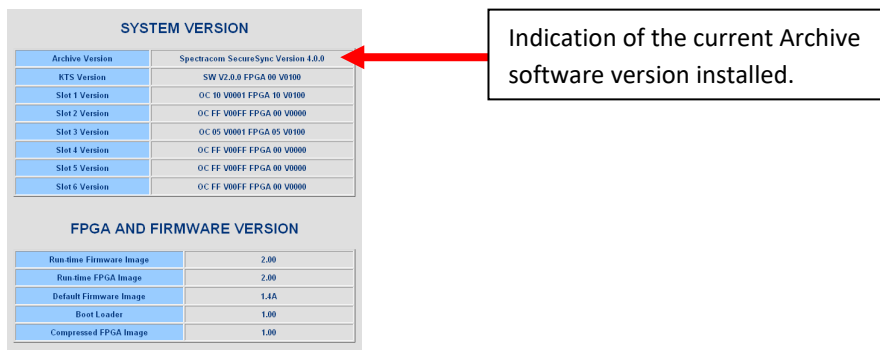 SYSTEM VERSION
Archive Version Spectracom SecureSync Version 4.0.0
KTS Version SW V2.0.0 FPGA 00 V0100
Slot 1 Version OC 10 V0001 FPGA 10 V0100
Slot 2 Version OC FF V00FF FPGA 00 V0000
Slot 3 Version OC 05 V0001 FPGA 05 V0100
Slot 4 Version OC FF V00FF FPGA 00 V0000
Slot 5 Version OC FF V00FF FPGA 00 V0000
Slot 6 Version OC FF V00FF FPGA 00 V0000
FPGA AND FIRMWARE VERSION
Run-time Firmware Image 2.00
Run-time FPGA Image 2.00
Default Firmware Image 1.4A
Boot Loader 1.00
Compressed FPGA Image 1.00
Indication of the current Archive
software version installed.